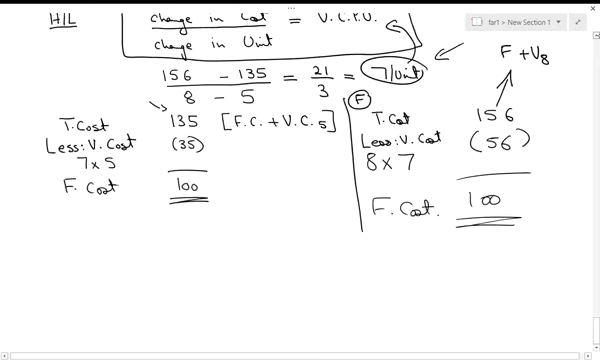 far1 > New Section 1
H/L
change in Cost = V.C.P.U.
change in Unit
156 - 135 = 21 = 7/Unit
8 - 5 3
F + V8
T. Cost 135 [F.C. + V.C. 5]
Less: V. Cost (35)
7 x 5
F. Cost 100
F
T. Cost 156
Less: V. Cost (56)
8 x 7
F. Cost. 100